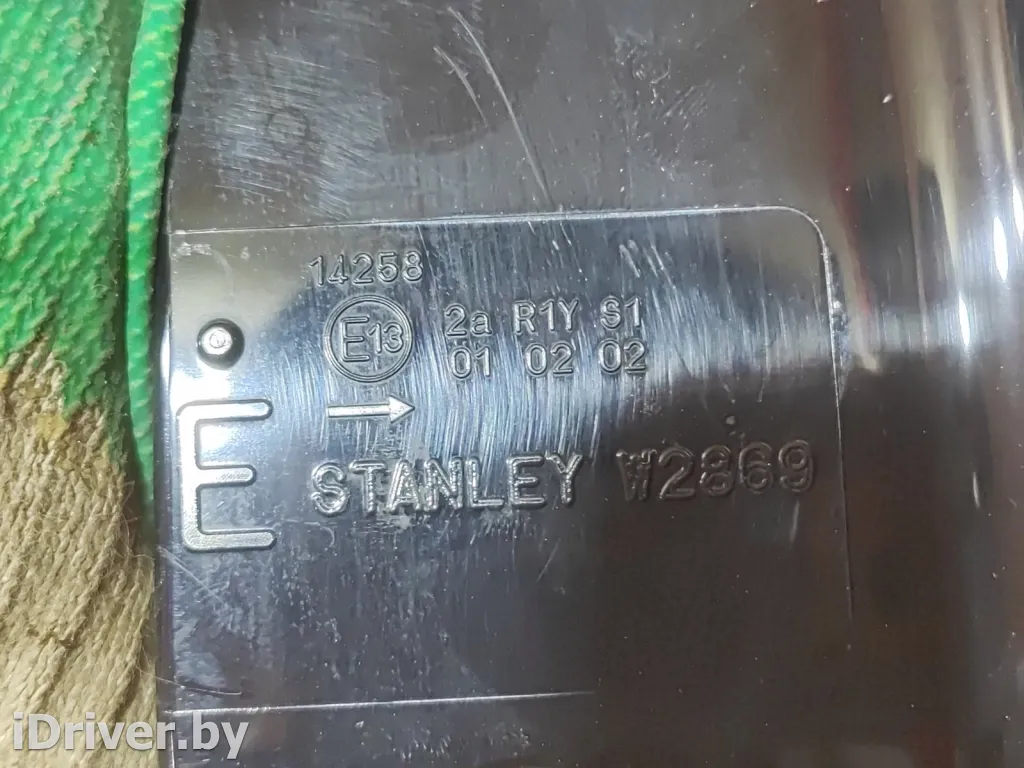 14258
E13 2a R1Y S1
01 02 02
→
E
STANLEY W2869
iDriver.by